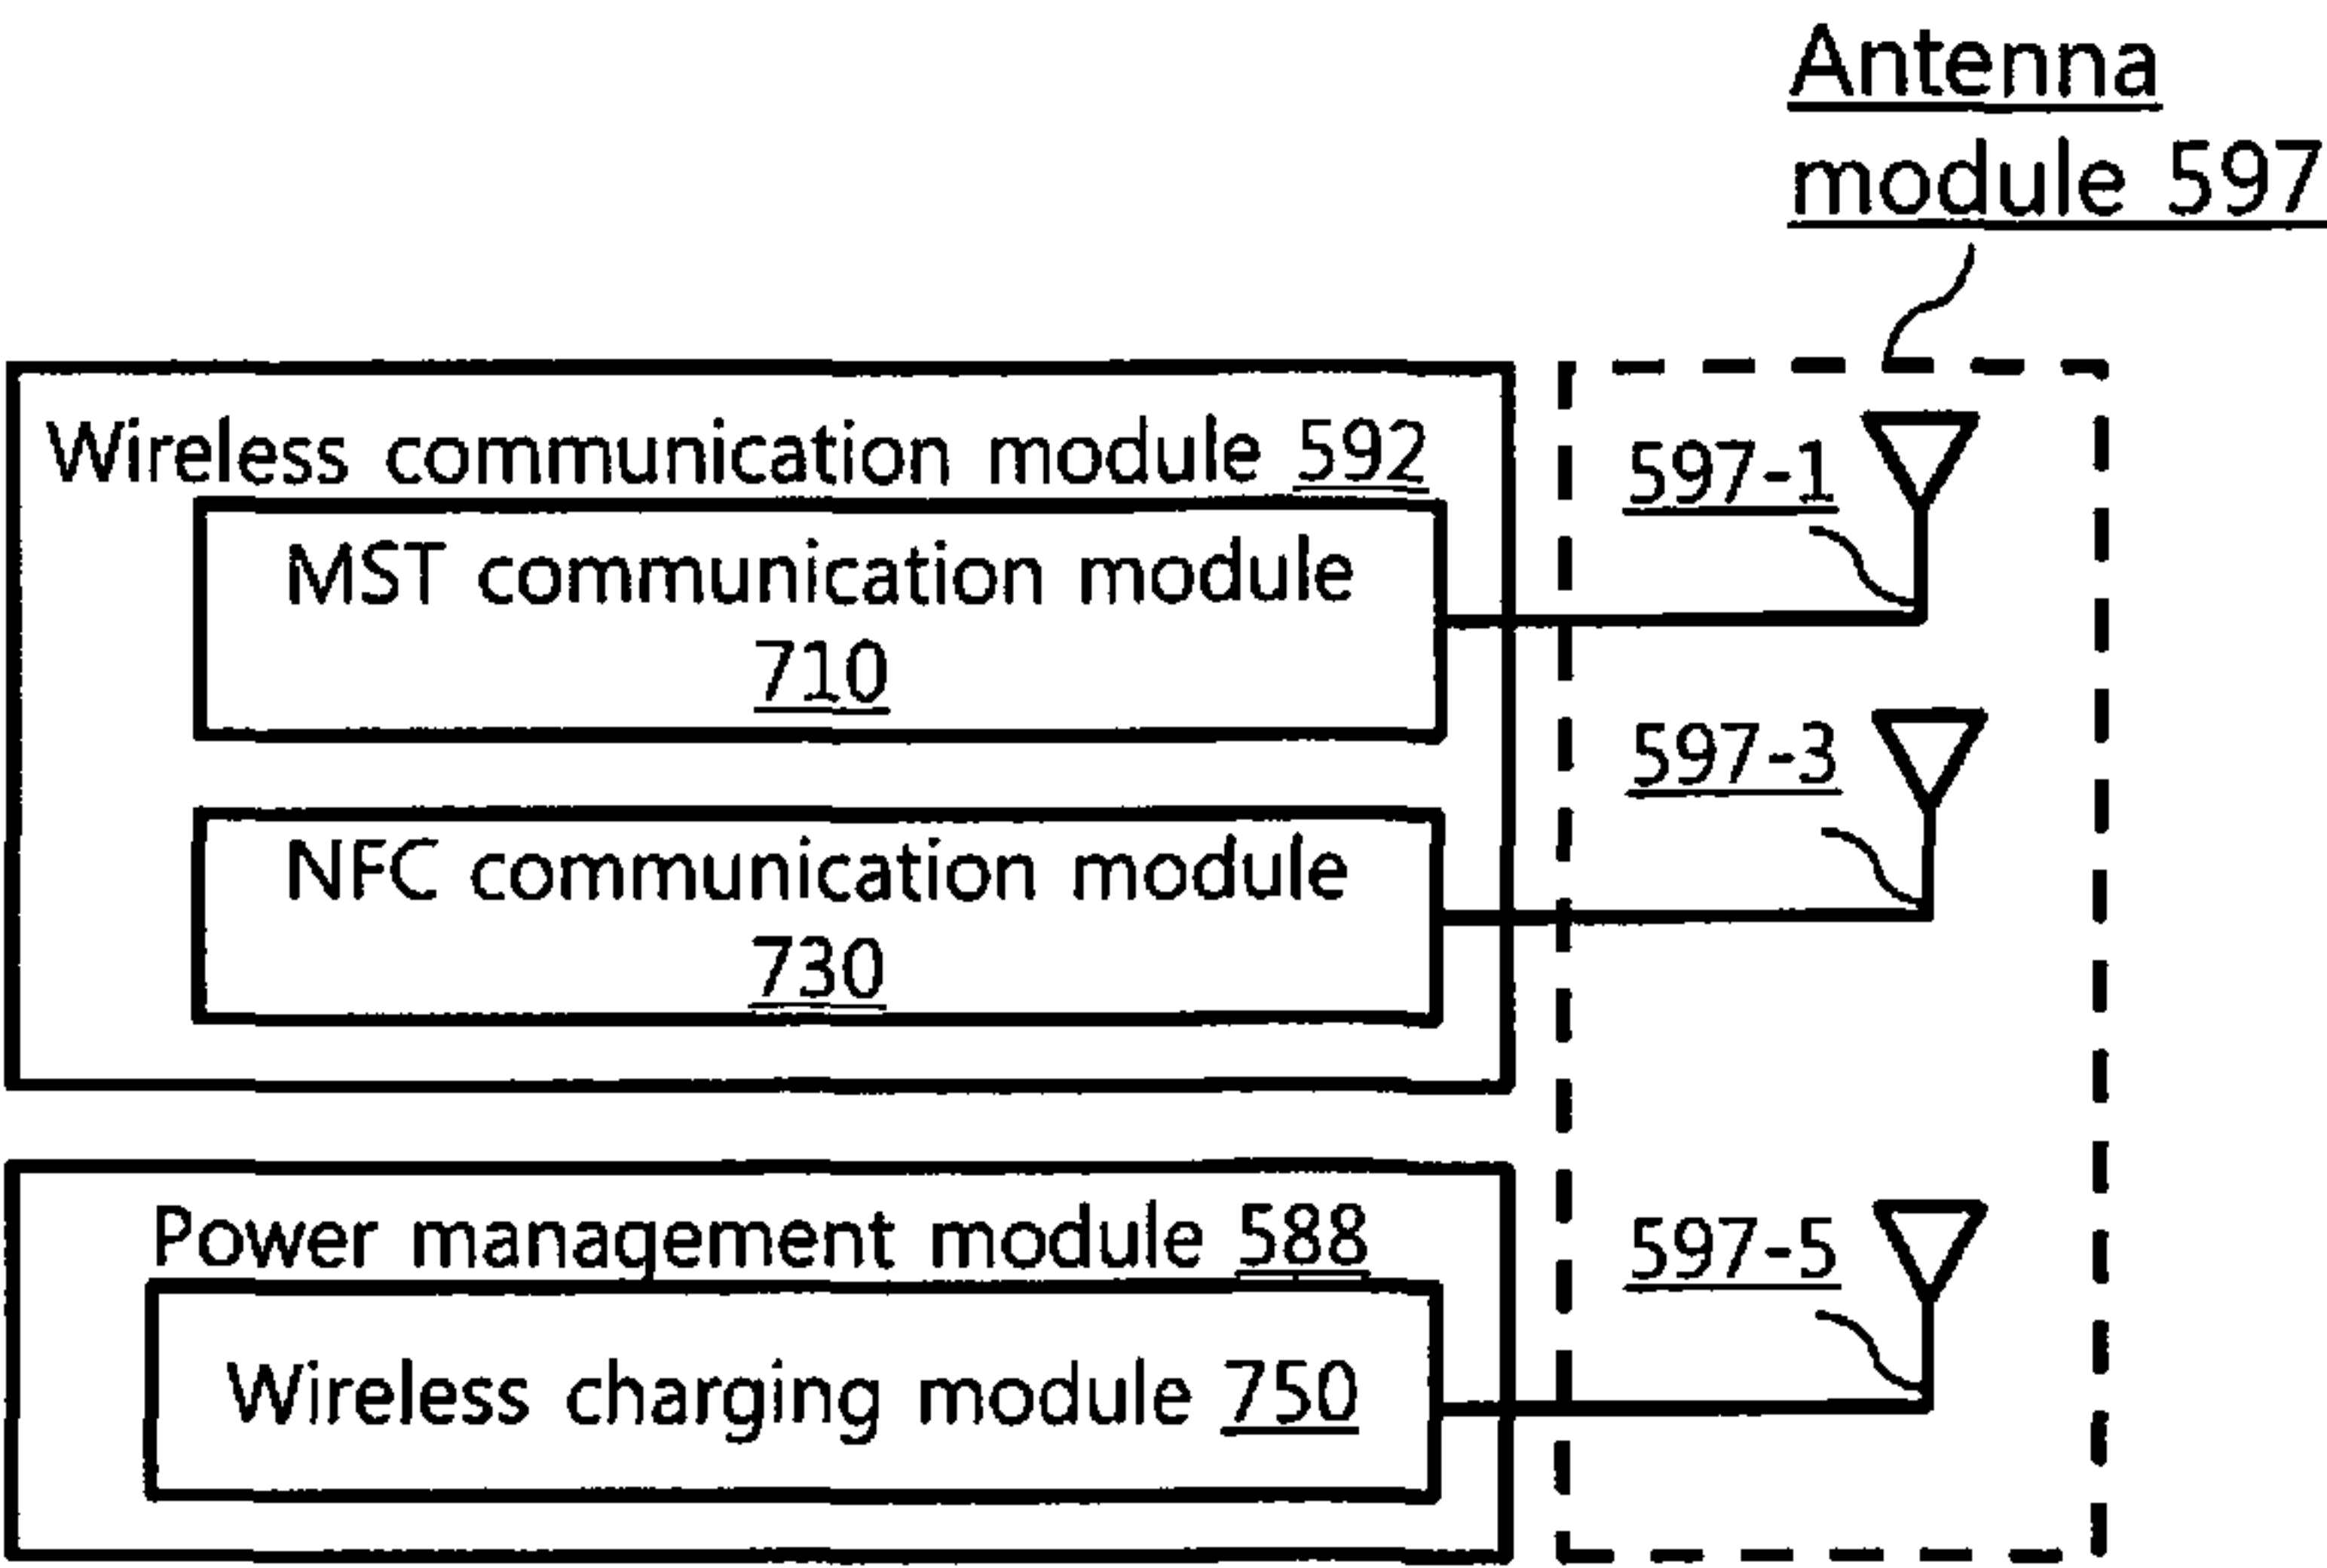 Antenna
module 597
Wireless communication module 592
597-1
MST communication module
710
597-3
NFC communication module
730
Power management module 588
597-5
Wireless charging module 750